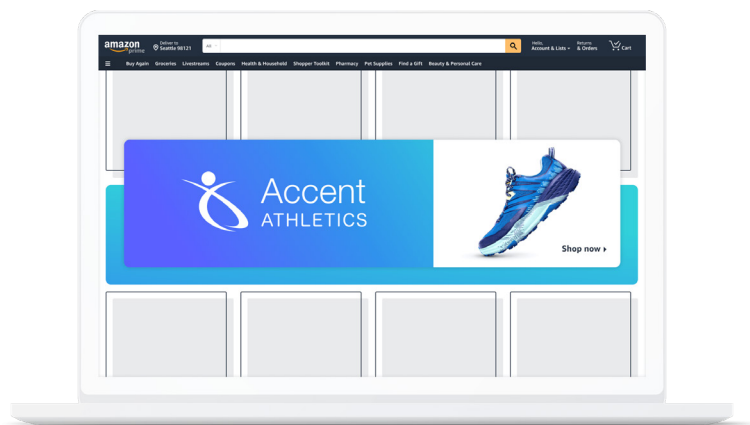 amazon
prime
Deliver to
Seattle 98121
All
Hello,
Account & Lists
Returns
& Orders
Cart
Buy Again Groceries Livestreams Coupons Health & Household Shopper Toolkit Pharmacy Pet Supplies Find a Gift Beauty & Personal Care
Accent
ATHLETICS
Shop now